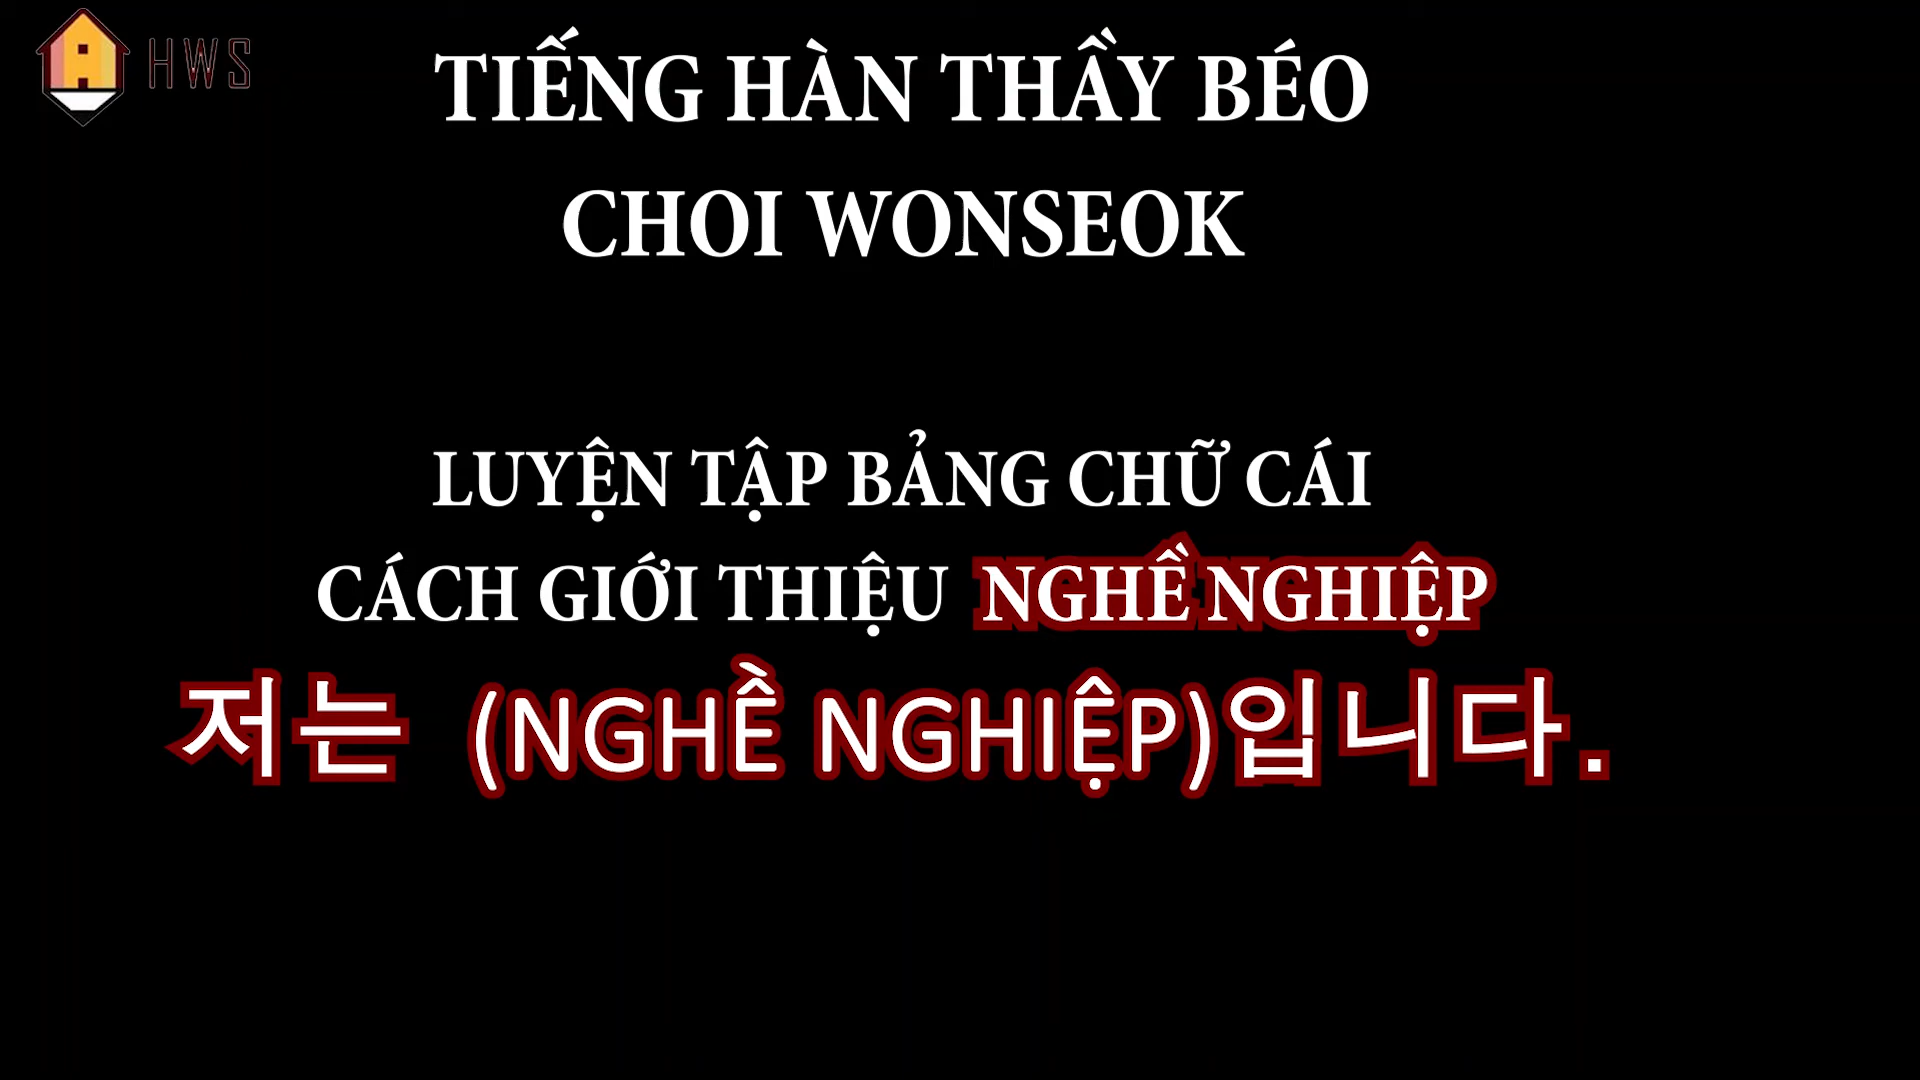 HWS
TIẾNG HÀN THẦY BÉO
CHOI WONSEOK
LUYỆN TẬP BẢNG CHỮ CÁI
CÁCH GIỚI THIỆU NGHỀ NGHIỆP
저는 (NGHỀ NGHIỆP)입니다.